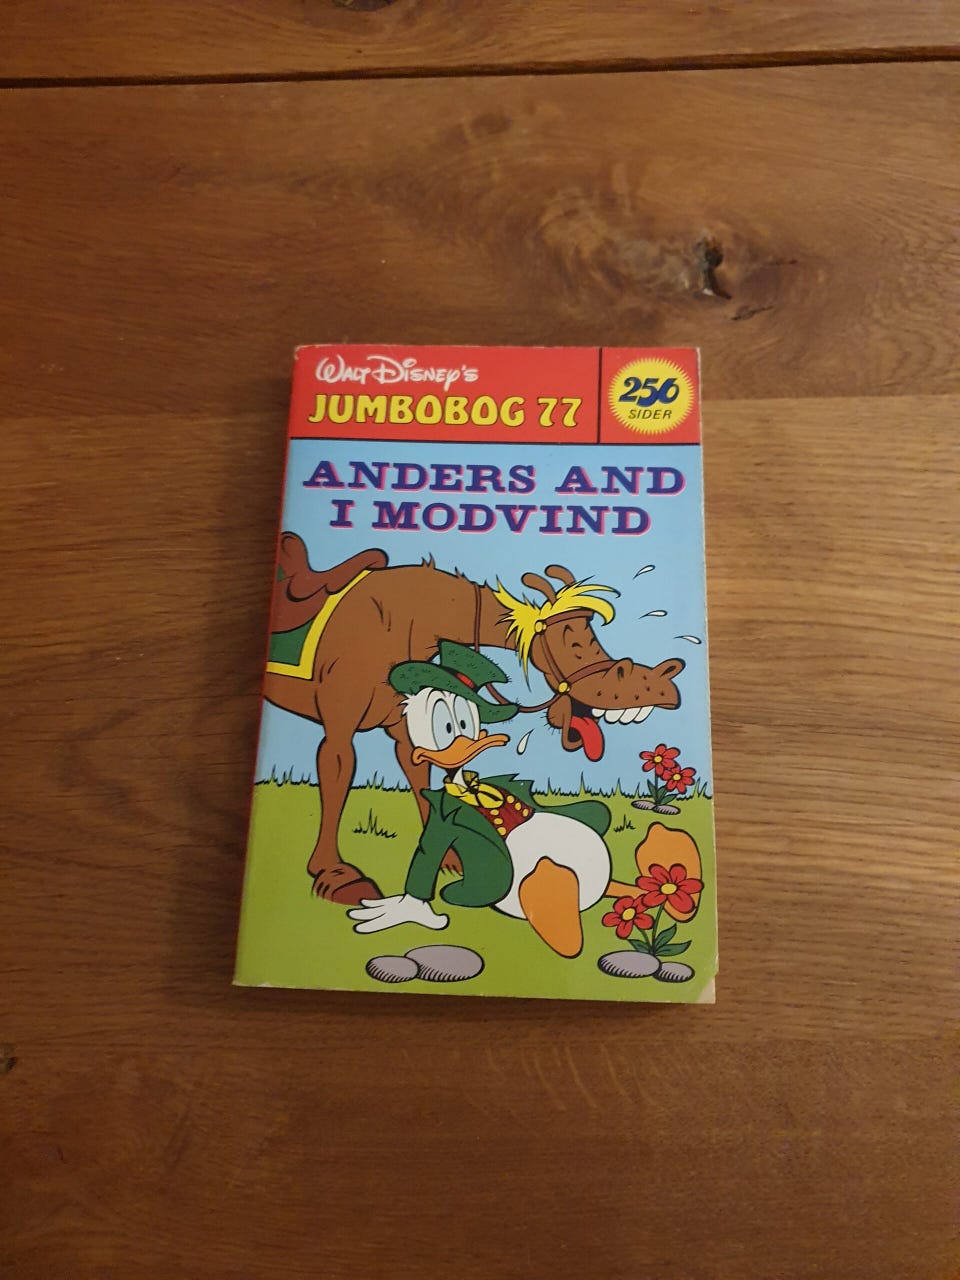 Walt Disney's
JUMBOBOG 77
256
SIDER
ANDERS AND
I MODVIND